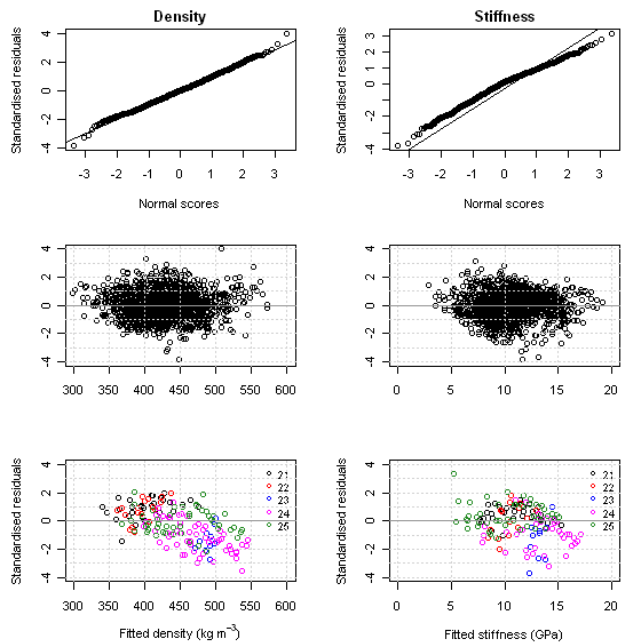 Density
Stiffness
Standardised residuals
4
2
0
-2
-4
-3 -2 -1 0 1 2 3
Normal scores
Standardised residuals
3
2
1
0
-2
-4
-3 -2 -1 0 1 2 3
Normal scores
4
2
0
-2
-4
300 350 400 450 500 550 600
4
2
0
-2
-4
0 5 10 15 20
Standardised residuals
4
2
0
-2
-4
21
22
23
24
25
300 350 400 450 500 550 600
Fitted density (kg m⁻³)
Standardised residuals
4
2
0
-2
-4
21
22
23
24
25
0 5 10 15 20
Fitted stiffness (GPa)